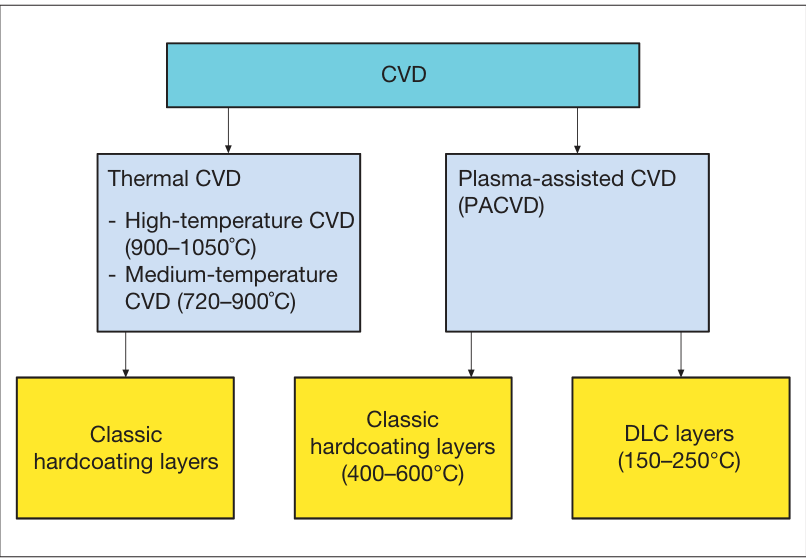 CVD
Thermal CVD
- High-temperature CVD
(900–1050°C)
- Medium-temperature
CVD (720–900°C)
Plasma-assisted CVD
(PACVD)
Classic
hardcoating layers
Classic
hardcoating layers
(400–600°C)
DLC layers
(150–250°C)